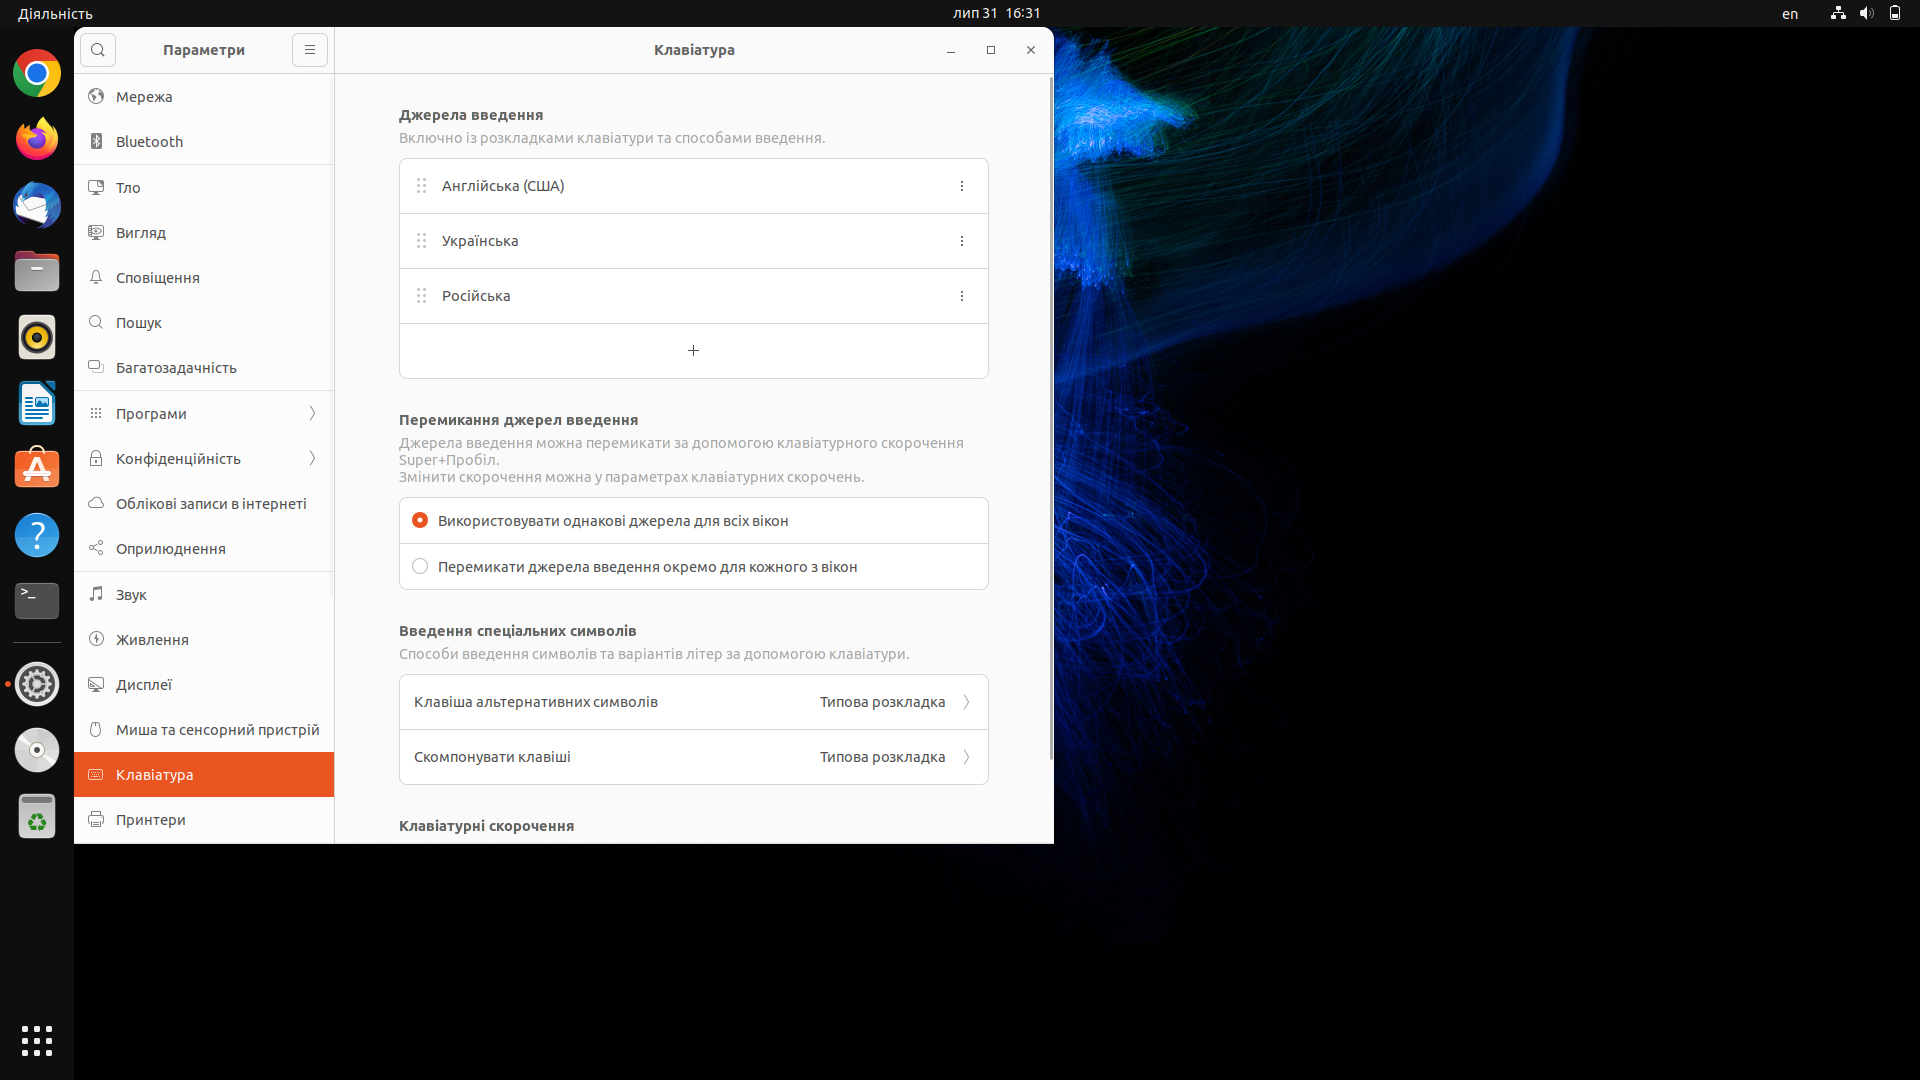 Діяльність
лип 31 16:31
en
Параметри
Клавіатура
Мережа
Bluetooth
Тло
Вигляд
Сповіщення
Пошук
Багатозадачність
Програми
Конфіденційність
Облікові записи в інтернеті
Оприлюднення
Звук
Живлення
Дисплеї
Миша та сенсорний пристрій
Клавіатура
Принтери
Джерела введення
Включно із розкладками клавіатури та способами введення.
Англійська (США)
Українська
Російська
Перемикання джерел введення
Джерела введення можна перемикати за допомогою клавіатурного скорочення
Super+Пробіл.
Змінити скорочення можна у параметрах клавіатурних скорочень.
Використовувати однакові джерела для всіх вікон
Перемикати джерела введення окремо для кожного з вікон
Введення спеціальних символів
Способи введення символів та варіантів літер за допомогою клавіатури.
Клавіша альтернативних символів Типова розкладка
Скомпонувати клавіші Типова розкладка
Клавіатурні скорочення